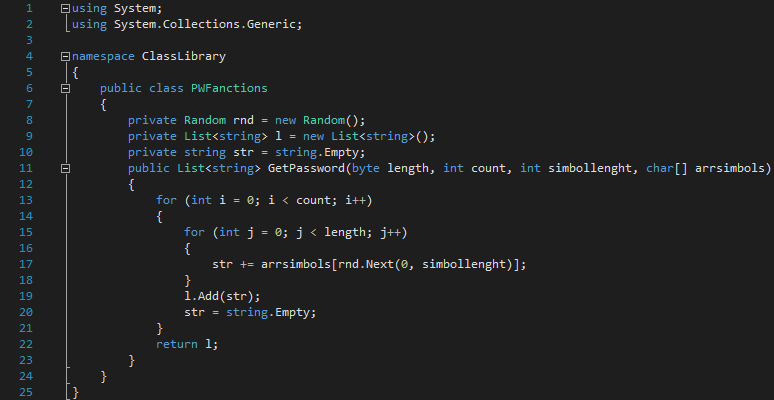 1 using System;
2 using System.Collections.Generic;
3
4 namespace ClassLibrary
5 {
6 public class PWFanctions
7 {
8 private Random rnd = new Random();
9 private List<string> l = new List<string>();
10 private string str = string.Empty;
11 public List<string> GetPassword(byte length, int count, int simbollenght, char[] arrsimbols)
12 {
13 for (int i = 0; i < count; i++)
14 {
15 for (int j = 0; j < length; j++)
16 {
17 str += arrsimbols[rnd.Next(0, simbollenght)];
18 }
19 l.Add(str);
20 str = string.Empty;
21 }
22 return l;
23 }
24 }
25 }